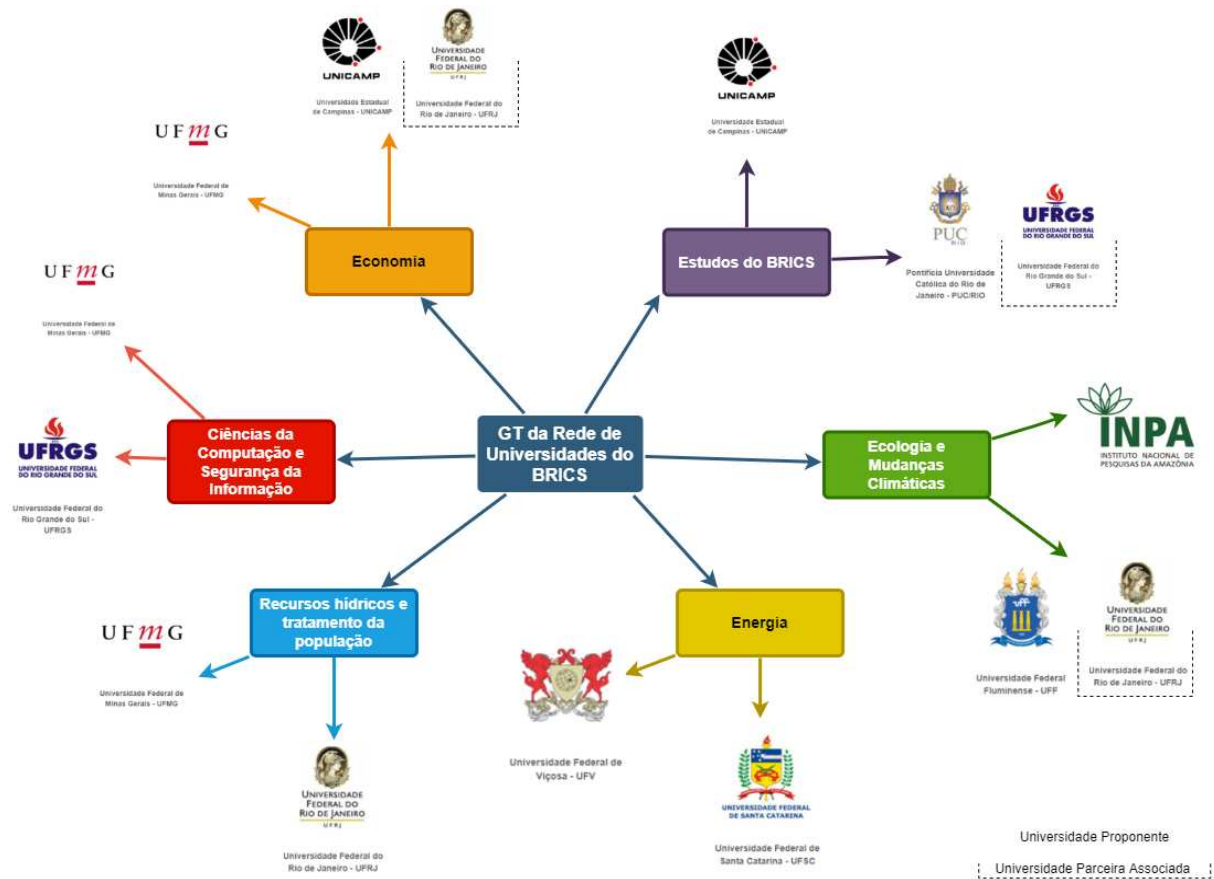 UNICAMP
Universidade Estadual
de Campinas - UNICAMP
UNIVERSIDADE
FEDERAL DO
RIO DE JANEIRO
UFRJ
Universidade Federal do
Rio de Janeiro - UFRJ
UNICAMP
Universidade Estadual
de Campinas - UNICAMP
UFmG
Universidade Federal de
Minas Gerais - UFMG
Economia
Estudos do BRICS
PUC
RIO
Pontifícia Universidade
Católica do Rio de
Janeiro - PUC/RIO
UFRGS
UNIVERSIDADE FEDERAL
DO RIO GRANDE DO SUL
Universidade Federal do
Rio Grande do Sul -
UFRGS
UFmG
Universidade Federal de
Minas Gerais - UFMG
Ciências da
Computação e
Segurança da
Informação
GT da Rede de
Universidades do
BRICS
Ecologia e
Mudanças
Climáticas
INPA
INSTITUTO NACIONAL DE
PESQUISAS DA AMAZÔNIA
UFRGS
UNIVERSIDADE FEDERAL
DO RIO GRANDE DO SUL
Universidade Federal do
Rio Grande do Sul -
UFRGS
Recursos hídricos e
tratamento da
população
Energia
uff
Universidade Federal
Fluminense - UFF
UNIVERSIDADE
FEDERAL DO
RIO DE JANEIRO
UFRJ
Universidade Federal do
Rio de Janeiro - UFRJ
UFmG
Universidade Federal de
Minas Gerais - UFMG
UNIVERSIDADE
FEDERAL DO
RIO DE JANEIRO
UFRJ
Universidade Federal do
Rio de Janeiro - UFRJ
Universidade Federal de
Viçosa - UFV
UNIVERSIDADE FEDERAL
DE SANTA CATARINA
Universidade Federal de
Santa Catarina - UFSC
Universidade Proponente
Universidade Parceira Associada